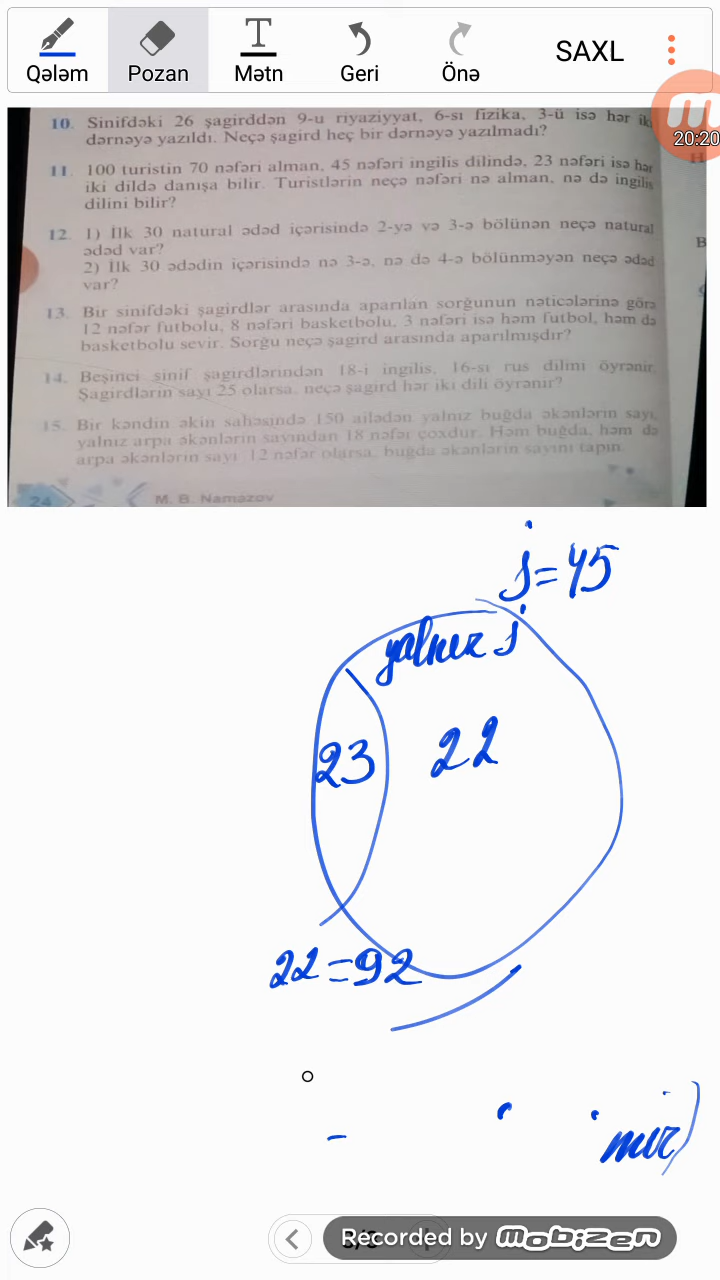 Qələm
Pozan
Mətn
Geri
Önə
SAXL
20:20
10. Sinifdəki 26 şagirddən 9-u riyaziyyat, 6-sı fizika, 3-ü isə hər iki
dərnəyə yazıldı. Neçə şagird heç bir dərnəyə yazılmadı?
11. 100 turistin 70 nəfəri alman, 45 nəfəri ingilis dilində, 23 nəfəri isə hər
iki dildə danışa bilir. Turistlərin neçə nəfəri nə alman, nə də ingilis
dilini bilir?
12. 1) İlk 30 natural ədəd içərisində 2-yə və 3-ə bölünən neçə natural
ədəd var?
2) İlk 30 ədədin içərisində nə 3-ə, nə də 4-ə bölünməyən neçə ədəd
var?
13. Bir sinifdəki şagirdlər arasında aparılan sorğunun nəticələrinə görə
12 nəfər futbolu, 8 nəfəri basketbolu, 3 nəfəri isə həm futbol, həm də
basketbolu sevir. Sorğu neçə şagird arasında aparılmışdır?
14. Beşinci sinif şagirdlərindən 18-i ingilis, 16-sı rus dilini öyrənir.
Şagirdlərin sayı 25 olarsa, neçə şagird hər iki dili öyrənir?
15. Bir kəndin əkin sahəsində 150 ailədən yalnız buğda əkənlərin sayı,
yalnız arpa əkənlərin sayından 18 nəfər çoxdur. Həm buğda, həm də
arpa əkənlərin sayı 12 nəfər olarsa, buğda əkənlərin sayını tapın.
24
M. B. Namazov
B
j=45
yalnız j
23 22
22=92
mir)
Recorded by mobizen